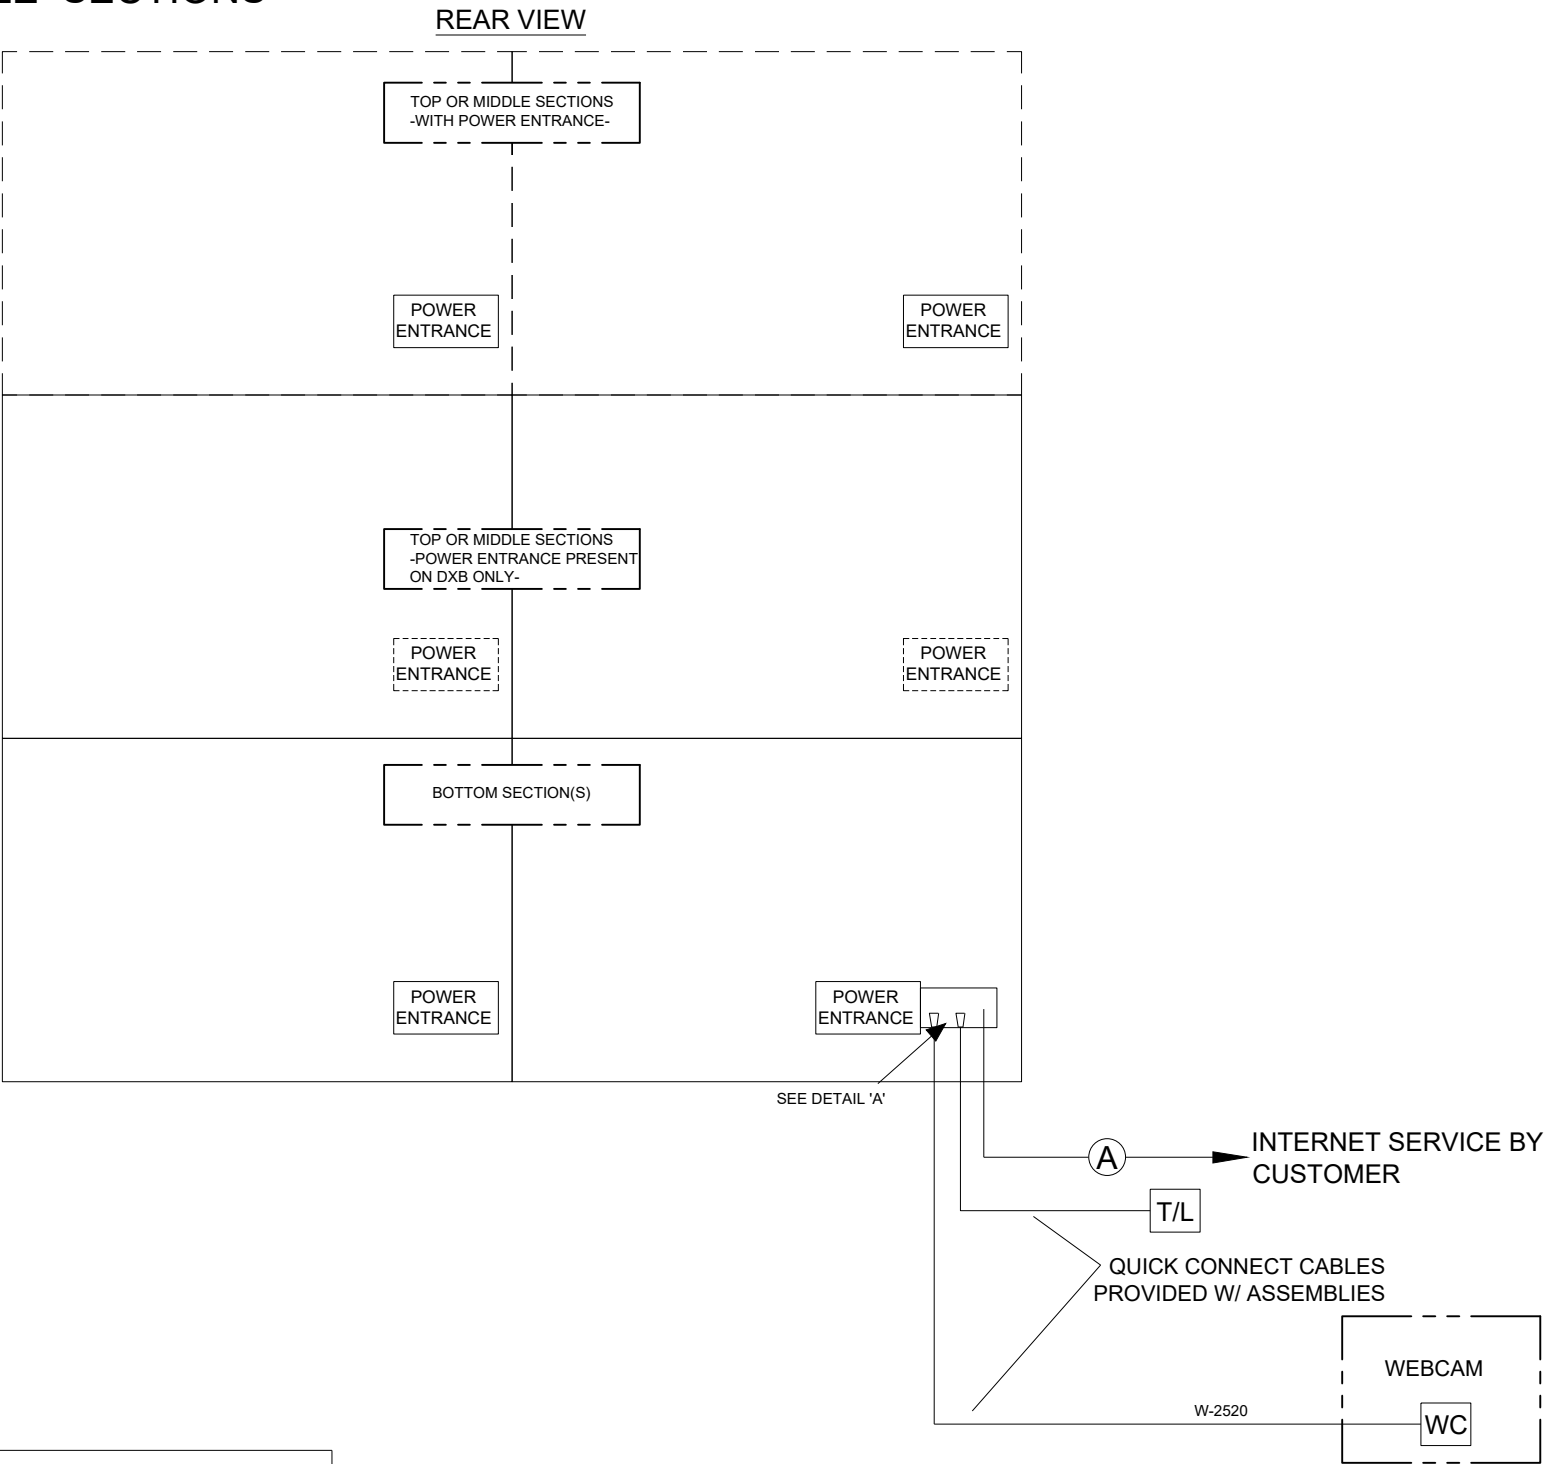 REAR VIEW
TOP OR MIDDLE SECTIONS
-WITH POWER ENTRANCE-
POWER
ENTRANCE
POWER
ENTRANCE
TOP OR MIDDLE SECTIONS
-POWER ENTRANCE PRESENT
ON DXB ONLY-
POWER
ENTRANCE
POWER
ENTRANCE
BOTTOM SECTION(S)
POWER
ENTRANCE
POWER
ENTRANCE
SEE DETAIL 'A'
A
INTERNET SERVICE BY
CUSTOMER
T/L
QUICK CONNECT CABLES
PROVIDED W/ ASSEMBLIES
WEBCAM
W-2520
WC